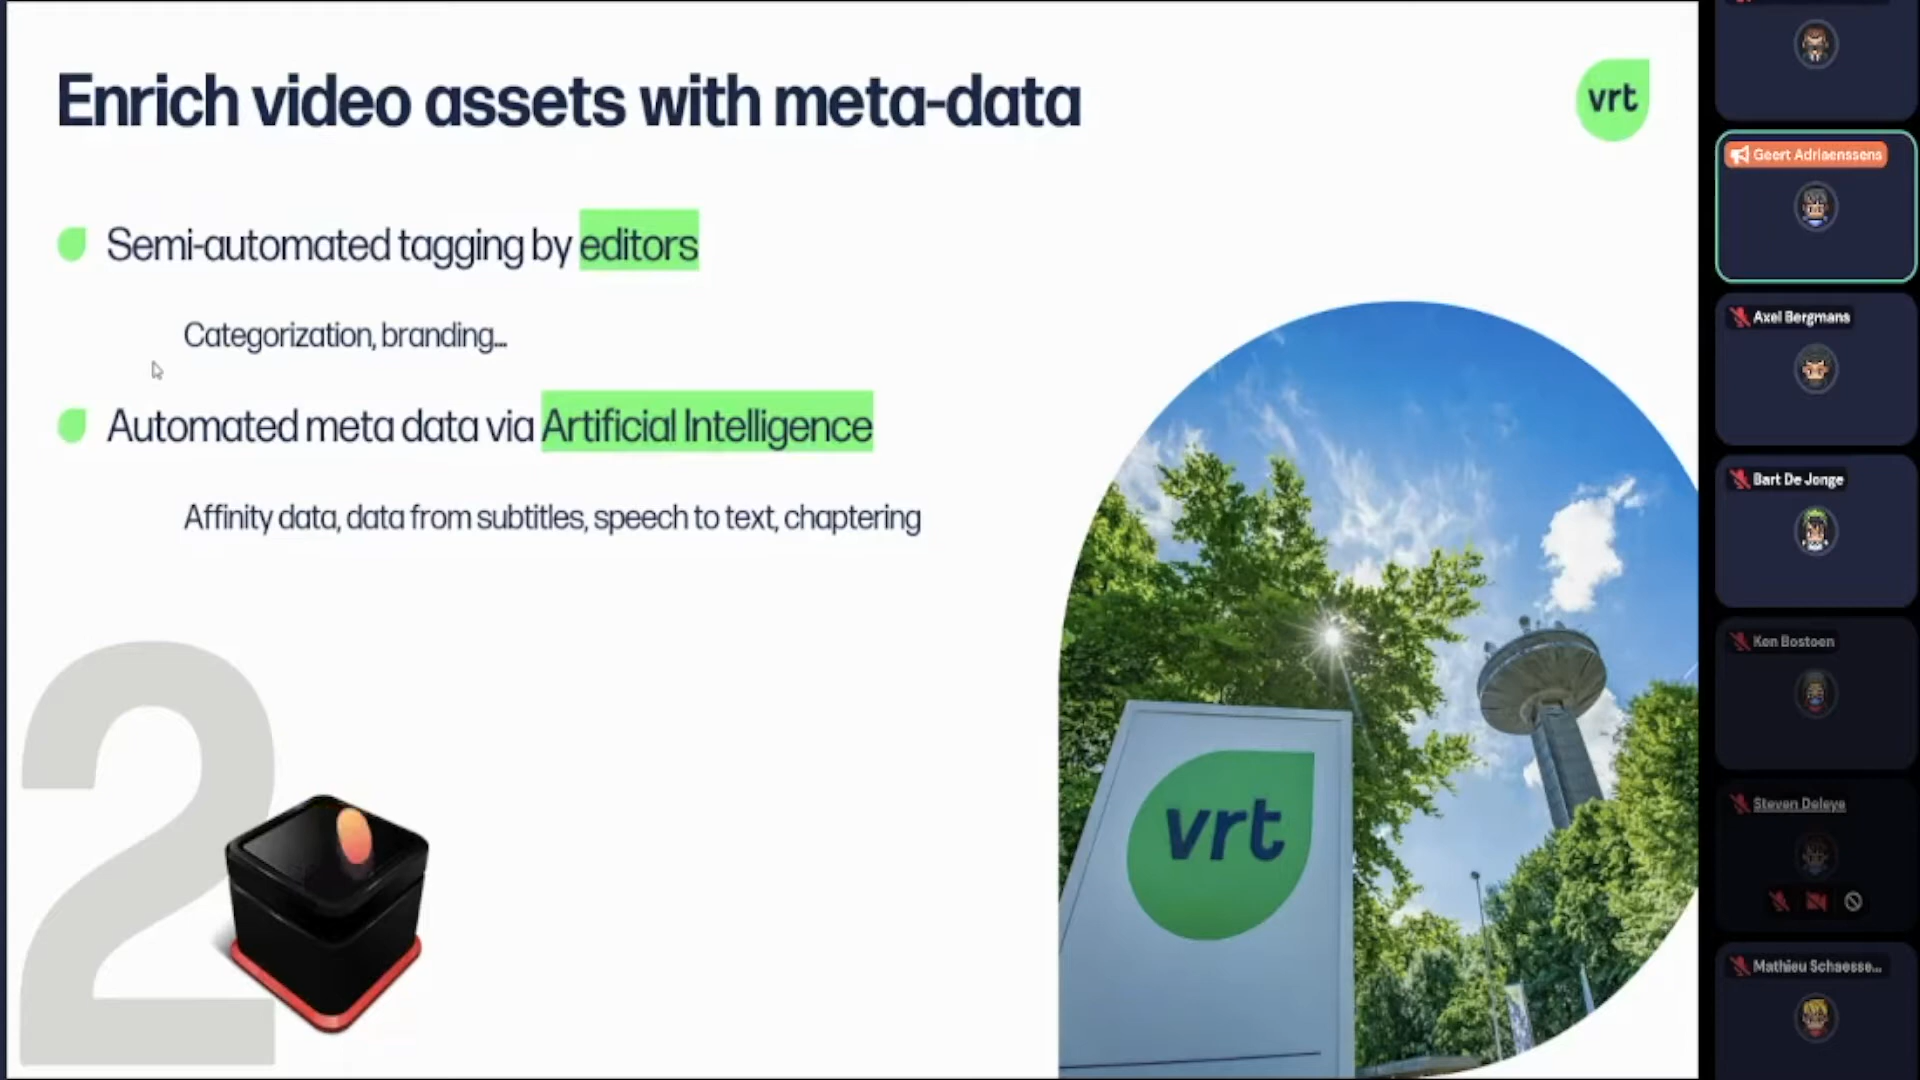 Enrich video assets with meta-data
vrt
Semi-automated tagging by editors
Categorization, branding...
Automated meta data via Artificial Intelligence
Affinity data, data from subtitles, speech to text, chaptering
2
vrt
Geert Adriaenssens
Axel Bergmans
Bart De Jonge
Ken Bostoen
Steven Deleye
Mathieu Schaesse...